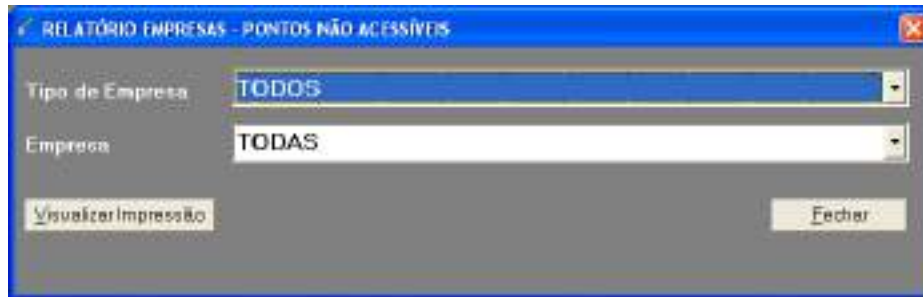 RELATÓRIO EMPRESAS - PONTOS NÃO ACESSÍVEIS
Tipo de Empresa TODOS
Empresa TODAS
Visualizar Impressão Fechar